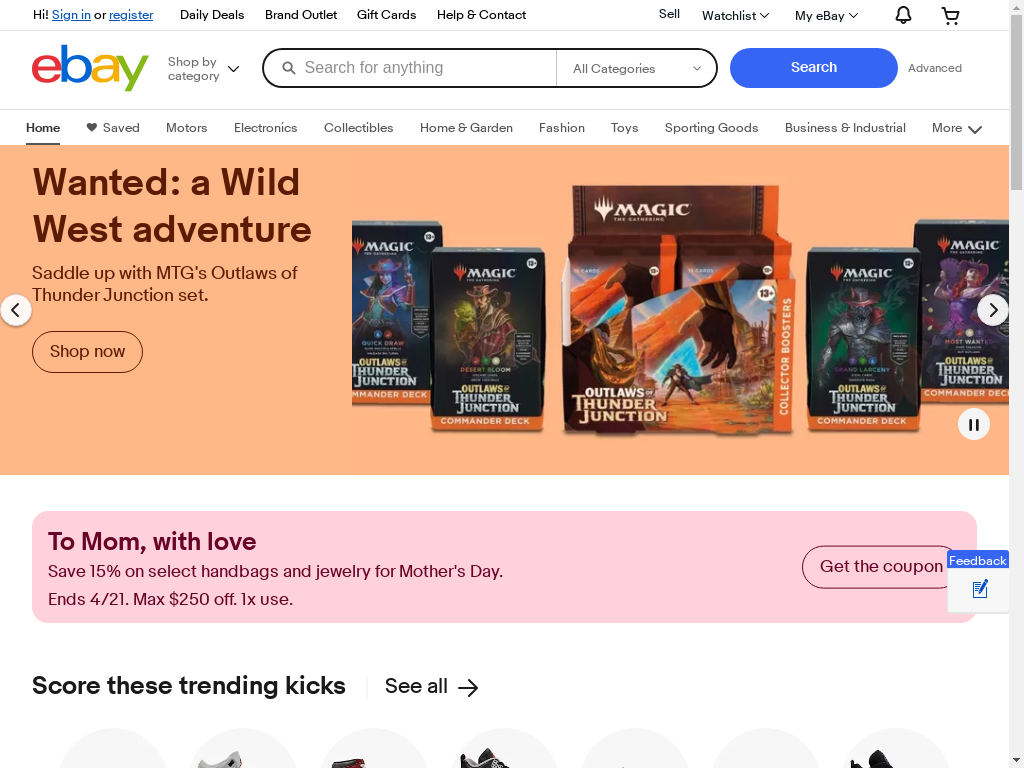 Hi! Sign in or register
Daily Deals
Brand Outlet
Gift Cards
Help & Contact
Sell
Watchlist
My eBay
ebay
Shop by
category
Search for anything
All Categories
Search
Advanced
Home
Saved
Motors
Electronics
Collectibles
Home & Garden
Fashion
Toys
Sporting Goods
Business & Industrial
More
Wanted: a Wild
West adventure
Saddle up with MTG's Outlaws of
Thunder Junction set.
Shop now
MAGIC
QUICK DRAW
THUNDER
JUNCTION
COMMANDER DECK
MAGIC
13+
DESERT BLOOM
OUTLAWS OF
THUNDER
JUNCTION
COMMANDER DECK
MAGIC
THE GATHERING
13+
OUTLAWS OF
THUNDER
JUNCTION
COLLECTOR BOOSTERS
MAGIC
13+
GRAND LARCENY
OUTLAWS OF
THUNDER
JUNCTION
COMMANDER DECK
MAGIC
MOST WANTE
OUTLAWS OF
THUNDER
JUNCTION
COMMANDER DEC
To Mom, with love
Save 15% on select handbags and jewelry for Mother's Day.
Ends 4/21. Max $250 off. 1x use.
Get the coupon
Feedback
Score these trending kicks
See all